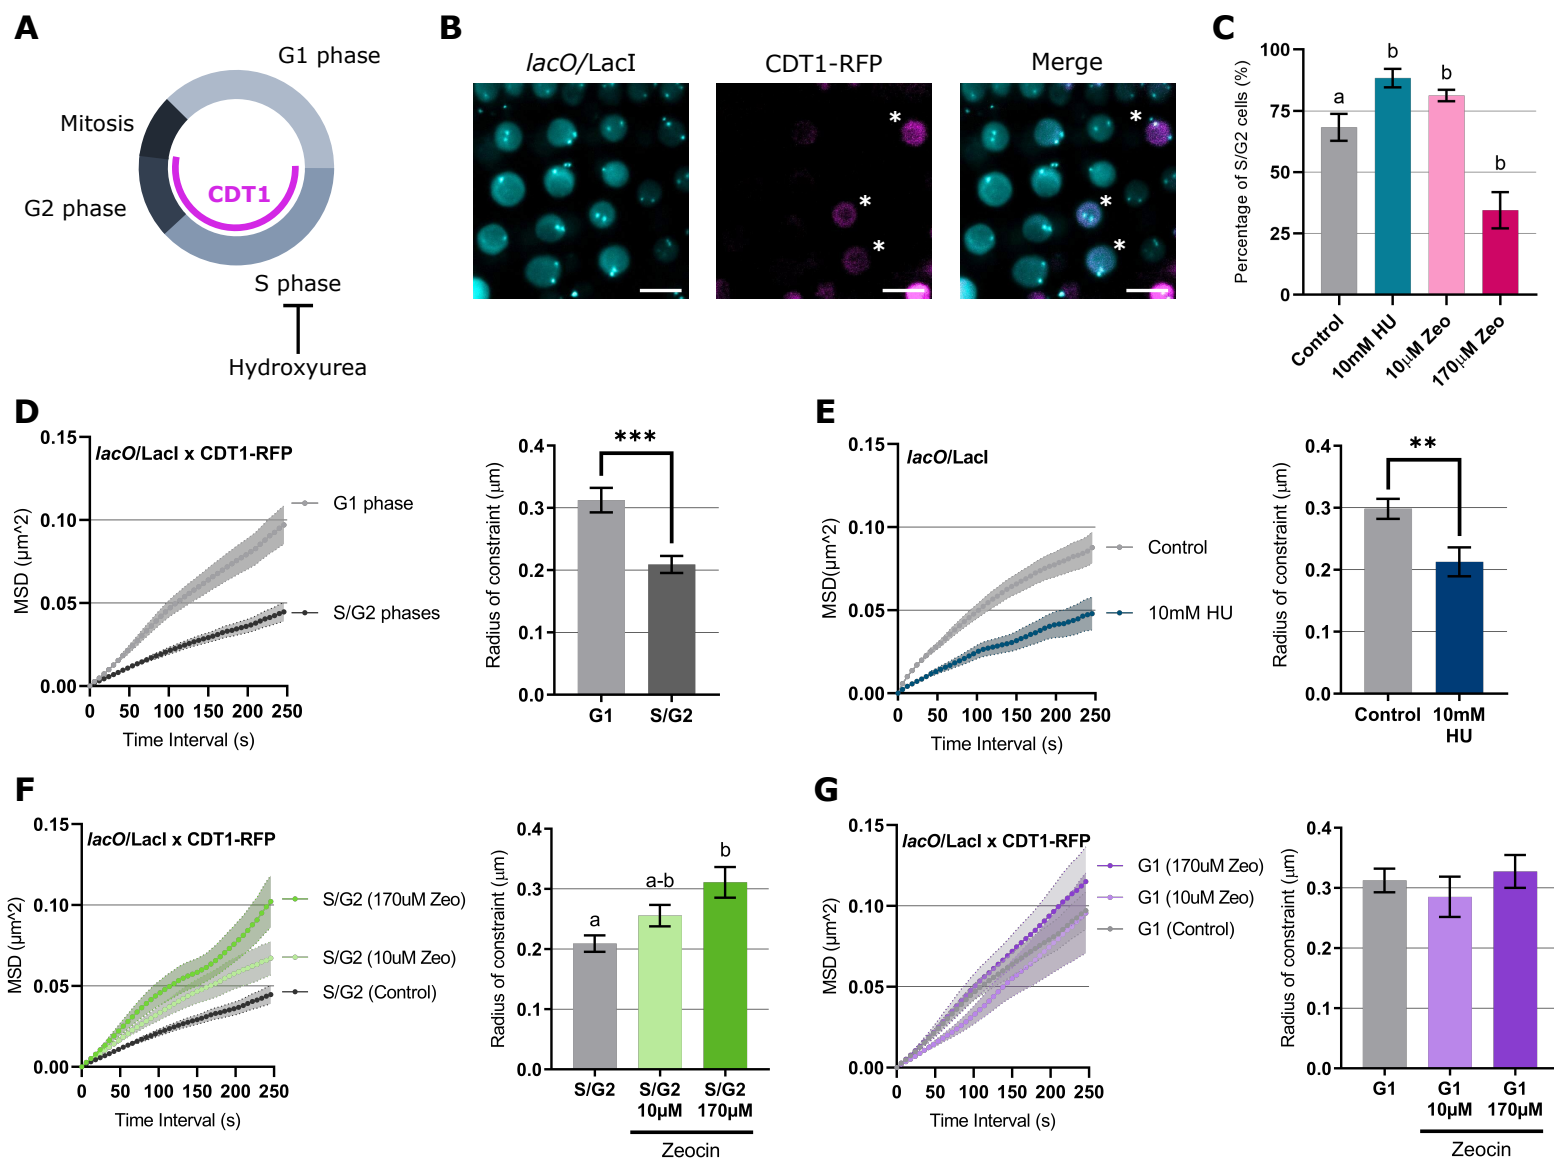 A
G1 phase
Mitosis
CDT1
G2 phase
S phase
Hydroxyurea
B
lacO/LacI
CDT1-RFP
Merge
*
*
*
*
*
*
C
Percentage of S/G2 cells (%)
100
75
50
25
0
a
b
b
b
Control
10mM HU
10µM Zeo
170µM Zeo
D
lacO/LacI x CDT1-RFP
MSD (µm^2)
0.15
0.10
0.05
0.00
G1 phase
S/G2 phases
0 50 100 150 200 250
Time Interval (s)
Radius of constraint (µm)
0.4
0.3
0.2
0.1
0.0
***
G1 S/G2
E
lacO/LacI
MSD(µm^2)
0.15
0.10
0.05
0.00
Control
10mM HU
0 50 100 150 200 250
Time Interval (s)
Radius of constraint (µm)
0.4
0.3
0.2
0.1
0.0
**
Control 10mM
HU
F
lacO/LacI x CDT1-RFP
MSD (µm^2)
0.15
0.10
0.05
0.00
S/G2 (170uM Zeo)
S/G2 (10uM Zeo)
S/G2 (Control)
0 50 100 150 200 250
Time Interval (s)
Radius of constraint (µm)
0.4
0.3
0.2
0.1
0.0
a
a-b
b
S/G2 S/G2 S/G2
10µM 170µM
Zeocin
G
lacO/LacI x CDT1-RFP
MSD (µm^2)
0.15
0.10
0.05
0.00
G1 (170uM Zeo)
G1 (10uM Zeo)
G1 (Control)
0 50 100 150 200 250
Time Interval (s)
Radius of constraint (µm)
0.4
0.3
0.2
0.1
0.0
G1 G1 G1
10µM 170µM
Zeocin